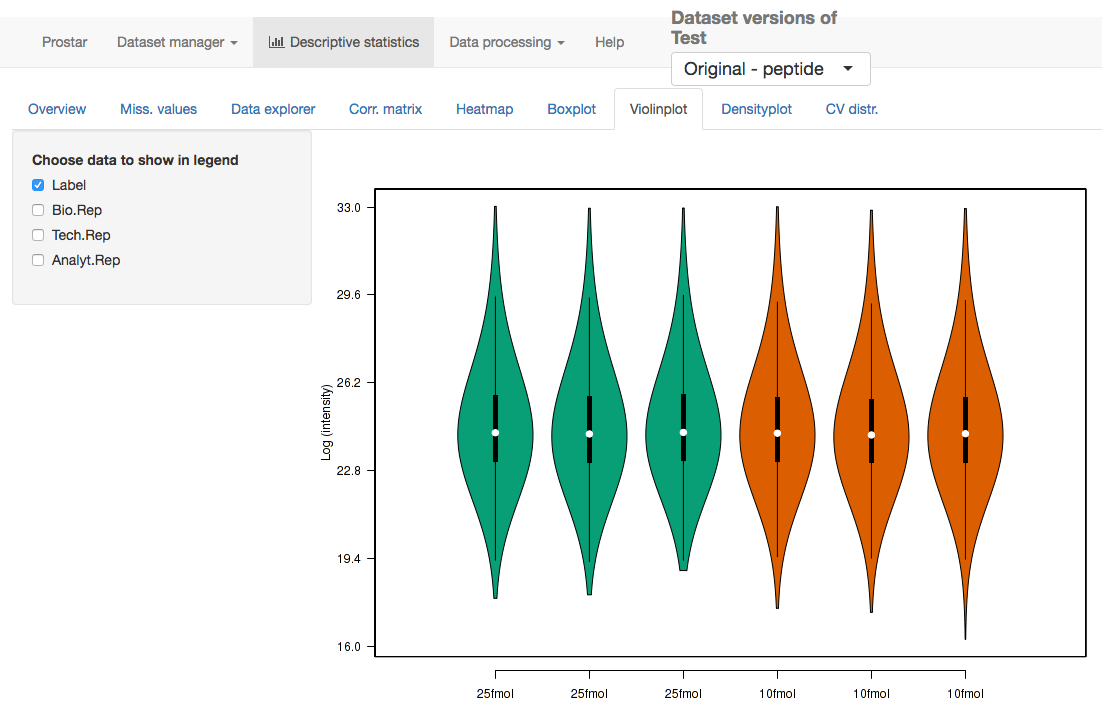 Dataset versions of
Test
Prostar Dataset manager Descriptive statistics Data processing Help
Original - peptide
Overview Miss. values Data explorer Corr. matrix Heatmap Boxplot Violinplot Densityplot CV distr.
Choose data to show in legend
Label
Bio.Rep
Tech.Rep
Analyt.Rep
Log (intensity)
33.0
29.6
26.2
22.8
19.4
16.0
25fmol 25fmol 25fmol 10fmol 10fmol 10fmol